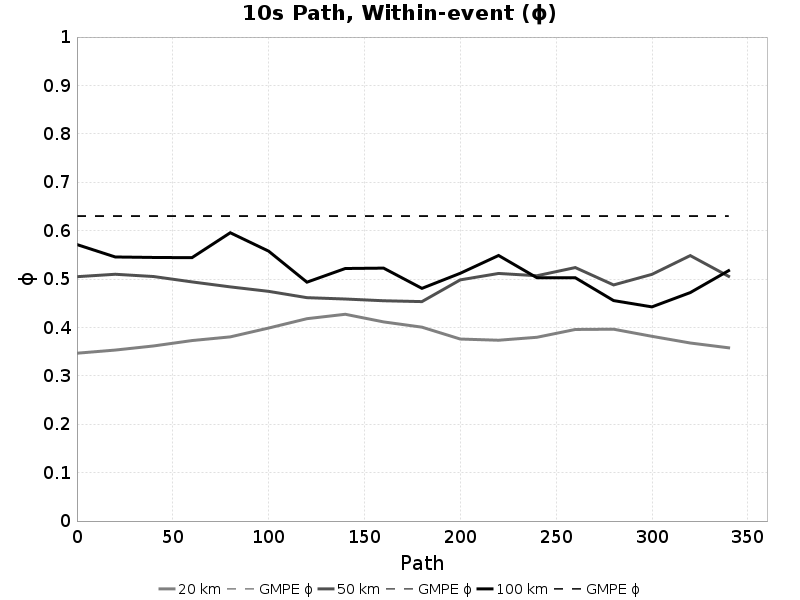 10s Path, Within-event (ϕ)
1
0.9
0.8
0.7
0.6
0.5
0.4
0.3
0.2
0.1
0
ϕ
0 50 100 150 200 250 300 350
Path
20 km GMPE ϕ 50 km GMPE ϕ 100 km GMPE ϕ